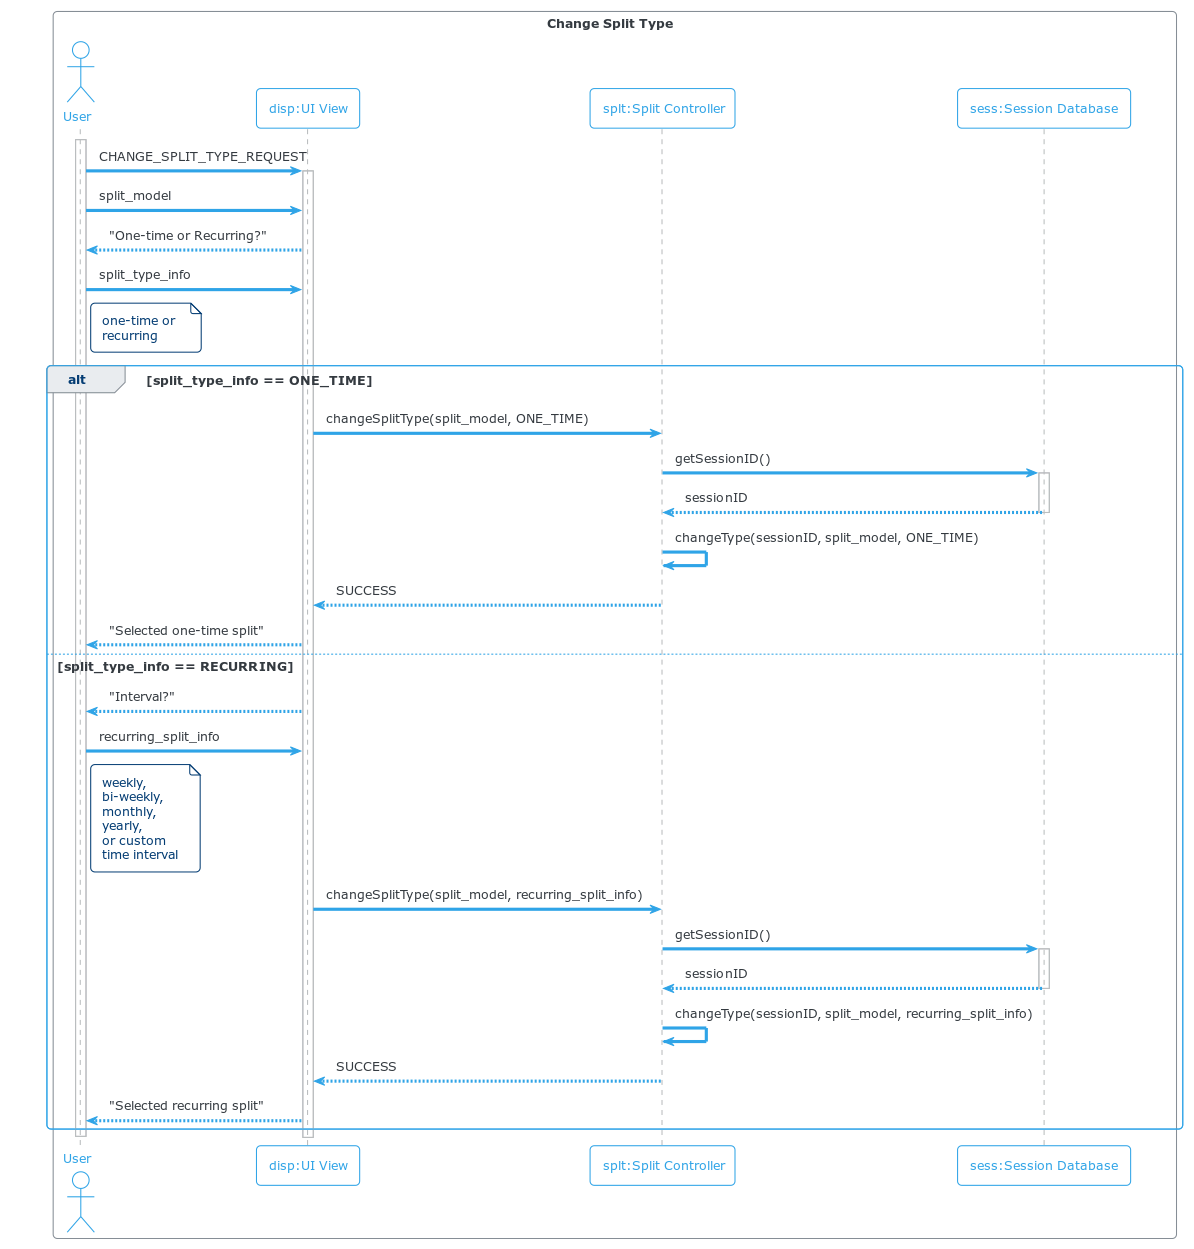 Change Split Type
User
disp:UI View
splt:Split Controller
sess:Session Database
CHANGE_SPLIT_TYPE_REQUEST
split_model
"One-time or Recurring?"
split_type_info
one-time or
recurring
alt
[split_type_info == ONE_TIME]
changeSplitType(split_model, ONE_TIME)
getSessionID()
sessionID
changeType(sessionID, split_model, ONE_TIME)
SUCCESS
"Selected one-time split"
[split_type_info == RECURRING]
"Interval?"
recurring_split_info
weekly,
bi-weekly,
monthly,
yearly,
or custom
time interval
changeSplitType(split_model, recurring_split_info)
getSessionID()
sessionID
changeType(sessionID, split_model, recurring_split_info)
SUCCESS
"Selected recurring split"
User
disp:UI View
splt:Split Controller
sess:Session Database